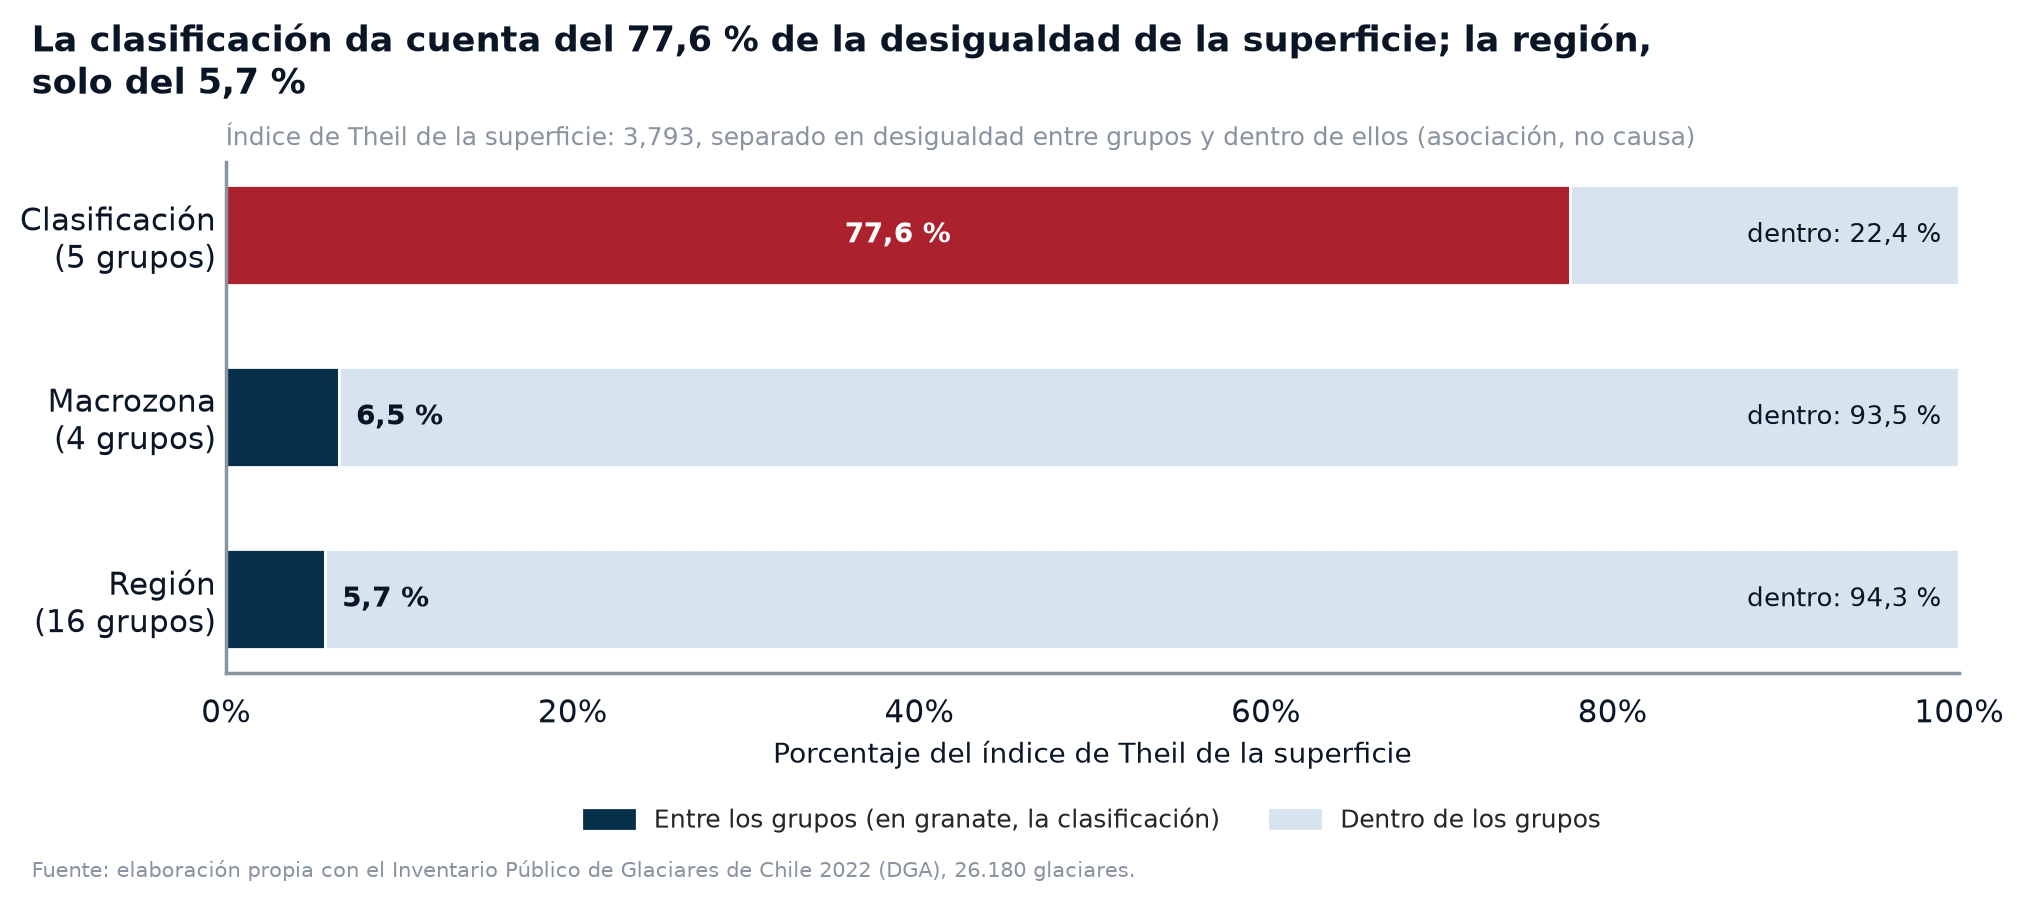 La clasificación da cuenta del 77,6 % de la desigualdad de la superficie; la región,
solo del 5,7 %
Índice de Theil de la superficie: 3,793, separado en desigualdad entre grupos y dentro de ellos (asociación, no causa)
Clasificación
(5 grupos)
77,6 %
dentro: 22,4 %
Macrozona
(4 grupos)
6,5 %
dentro: 93,5 %
Región
(16 grupos)
5,7 %
dentro: 94,3 %
0% 20% 40% 60% 80% 100%
Porcentaje del índice de Theil de la superficie
Entre los grupos (en granate, la clasificación) Dentro de los grupos
Fuente: elaboración propia con el Inventario Público de Glaciares de Chile 2022 (DGA), 26.180 glaciares.